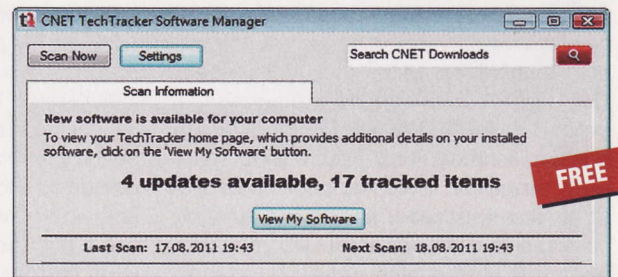 CNET TechTracker Software Manager
Scan Now Settings Search CNET Downloads
Scan Information
New software is available for your computer
To view your TechTracker home page, which provides additional details on your installed
software, click on the 'View My Software' button.
4 updates available, 17 tracked items
FREE
View My Software
Last Scan: 17.08.2011 19:43 Next Scan: 18.08.2011 19:43